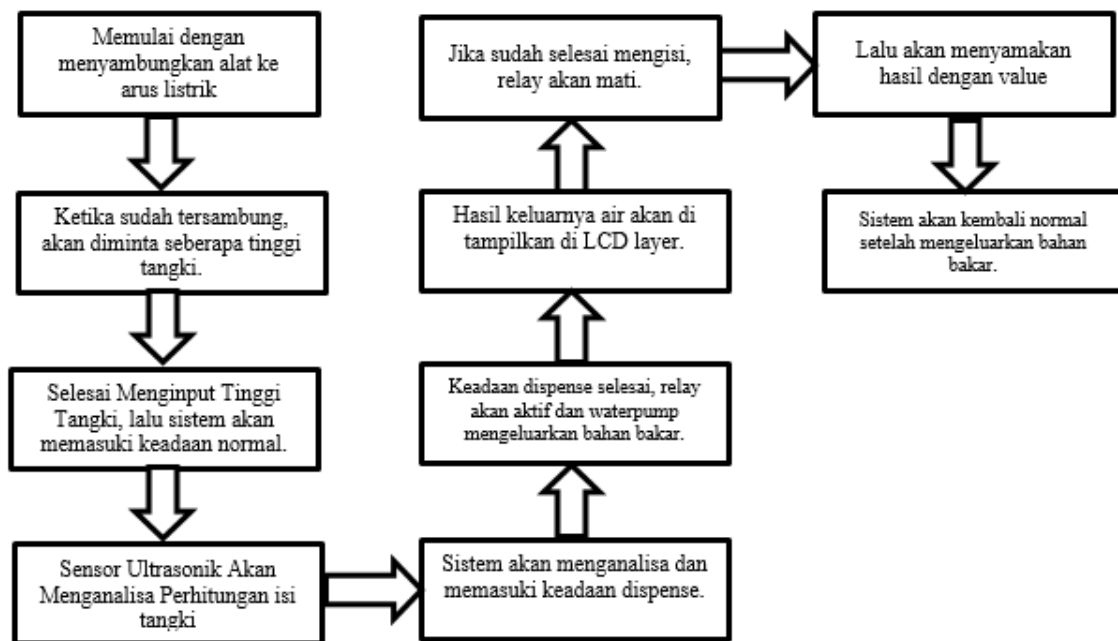 Memulai dengan
menyambungkan alat ke
arus listrik
Ketika sudah tersambung,
akan diminta seberapa tinggi
tangki.
Selesai Menginput Tinggi
Tangki, lalu sistem akan
memasuki keadaan normal.
Sensor Ultrasonik Akan
Menganalisa Perhitungan isi
tangki
Sistem akan menganalisa dan
memasuki keadaan dispense.
Keadaan dispense selesai, relay
akan aktif dan waterpump
mengeluarkan bahan bakar.
Hasil keluarnya air akan di
tampilkan di LCD layer.
Jika sudah selesai mengisi,
relay akan mati.
Lalu akan menyamakan
hasil dengan value
Sistem akan kembali normal
setelah mengeluarkan bahan
bakar.